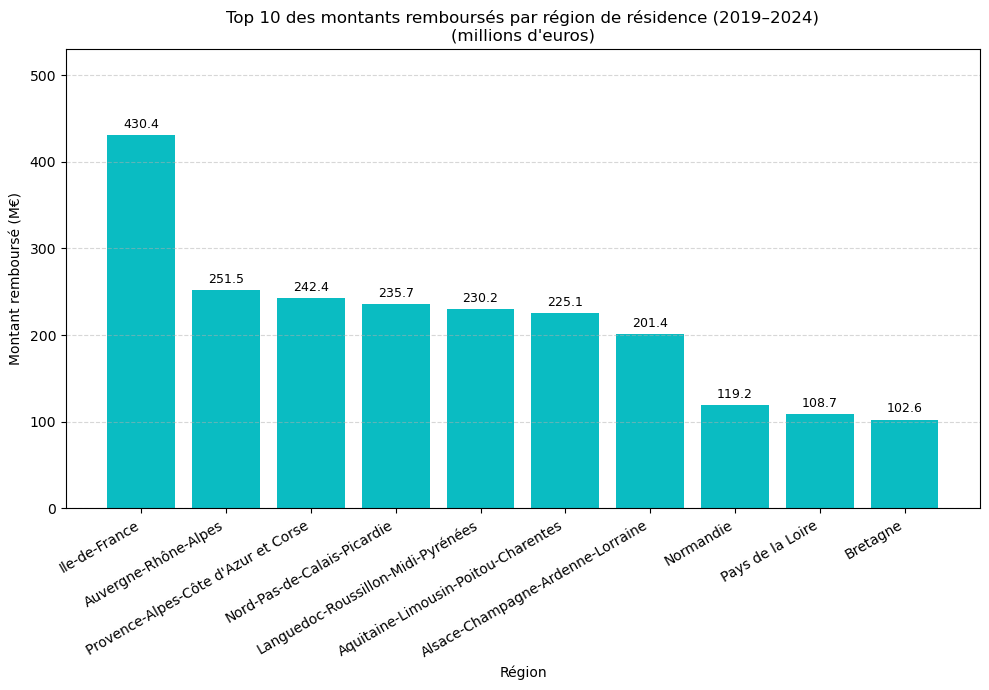 Top 10 des montants remboursés par région de résidence (2019–2024)
(millions d'euros)
Montant remboursé (M€)
500
400
300
200
100
0
430.4
251.5
242.4
235.7
230.2
225.1
201.4
119.2
108.7
102.6
Ile-de-France
Auvergne-Rhône-Alpes
Provence-Alpes-Côte d'Azur et Corse
Nord-Pas-de-Calais-Picardie
Languedoc-Roussillon-Midi-Pyrénées
Aquitaine-Limousin-Poitou-Charentes
Alsace-Champagne-Ardenne-Lorraine
Normandie
Pays de la Loire
Bretagne
Région